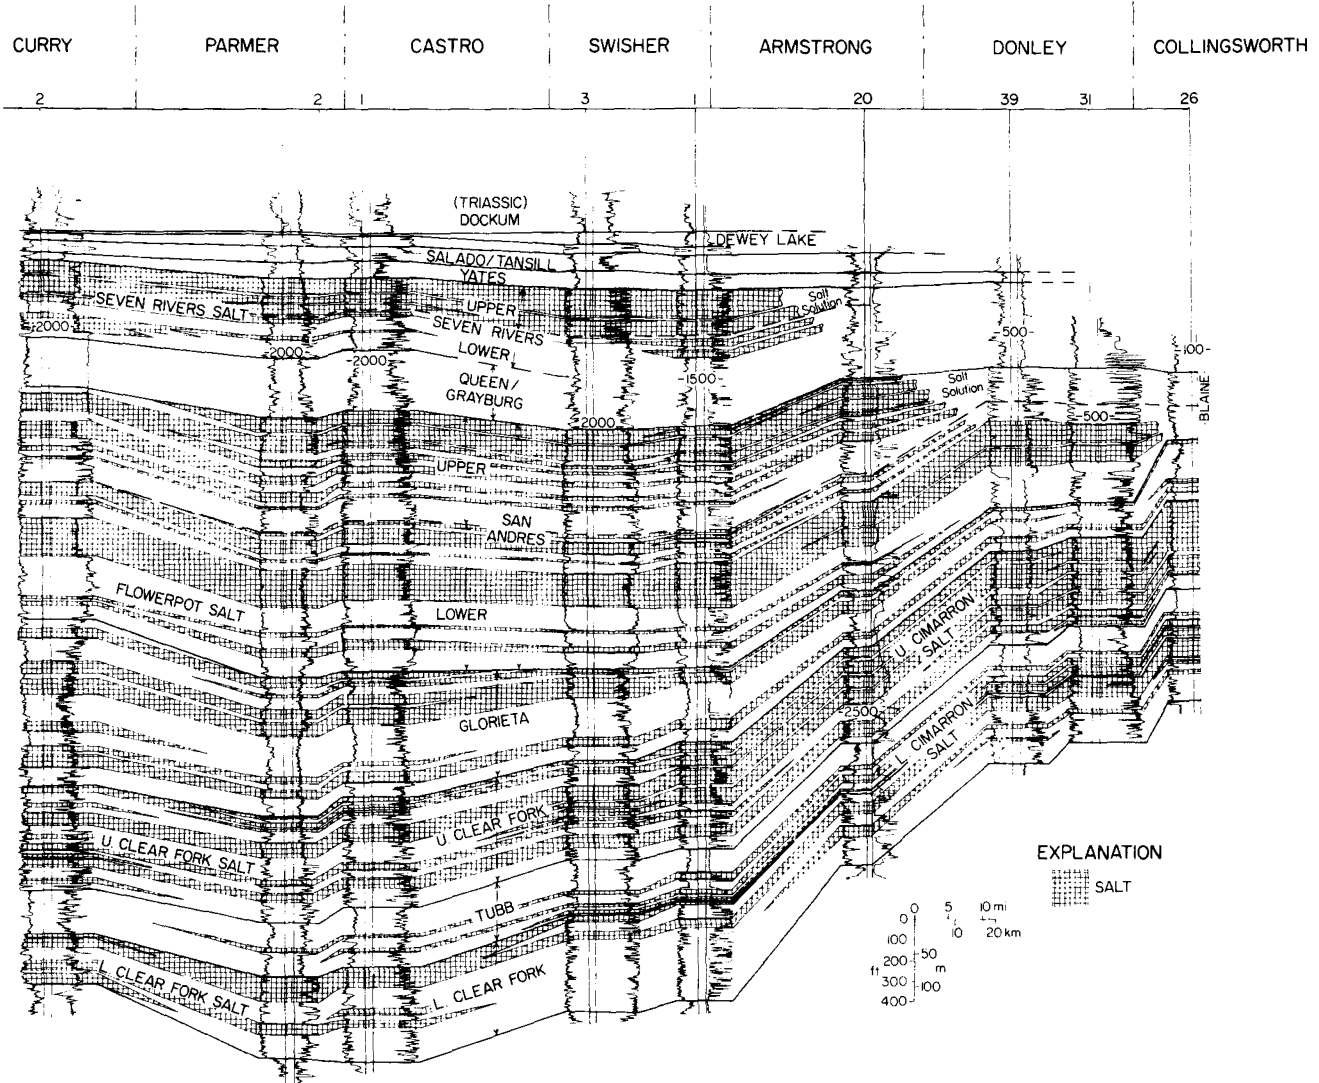 CURRY PARMER CASTRO SWISHER ARMSTRONG DONLEY COLLINGSWORTH
2 2 1 3 1 20 39 31 26
(TRIASSIC)
DOCKUM
DEWEY LAKE
SALADO/TANSILL
YATES
UPPER
SEVEN RIVERS SALT
SEVEN RIVERS
LOWER
Salt
Solution
2000
2000
2000
500
100
QUEEN/
GRAYBURG
1500
Salt
Solution
BLAINE
2000
500
UPPER
SAN
ANDRES
FLOWERPOT SALT
LOWER
U. CIMARRON
SALT
GLORIETA
2500
L. CIMARRON
SALT
U. CLEAR FORK SALT
U. CLEAR FORK
TUBB
L. CLEAR FORK SALT
L. CLEAR FORK
EXPLANATION
SALT
0 5 10 mi
0 10 20 km
100
200 50
ft m
300 100
400